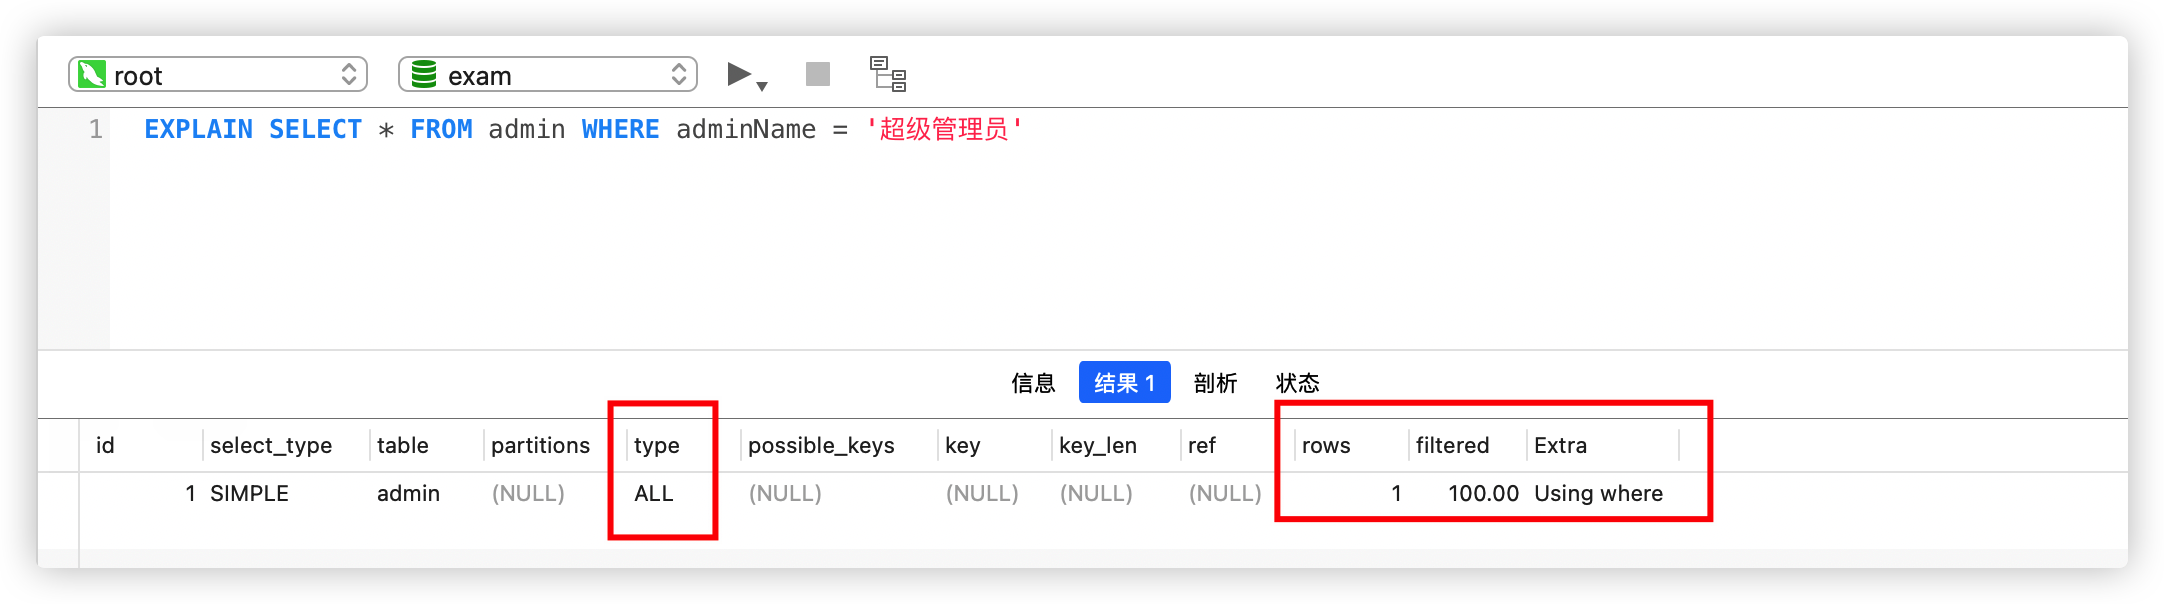 root exam
1 EXPLAIN SELECT * FROM admin WHERE adminName = '超级管理员'
信息 结果 1 剖析 状态
id select_type table partitions type possible_keys key key_len ref rows filtered Extra
1 SIMPLE admin (NULL) ALL (NULL) (NULL) (NULL) (NULL) 1 100.00 Using where